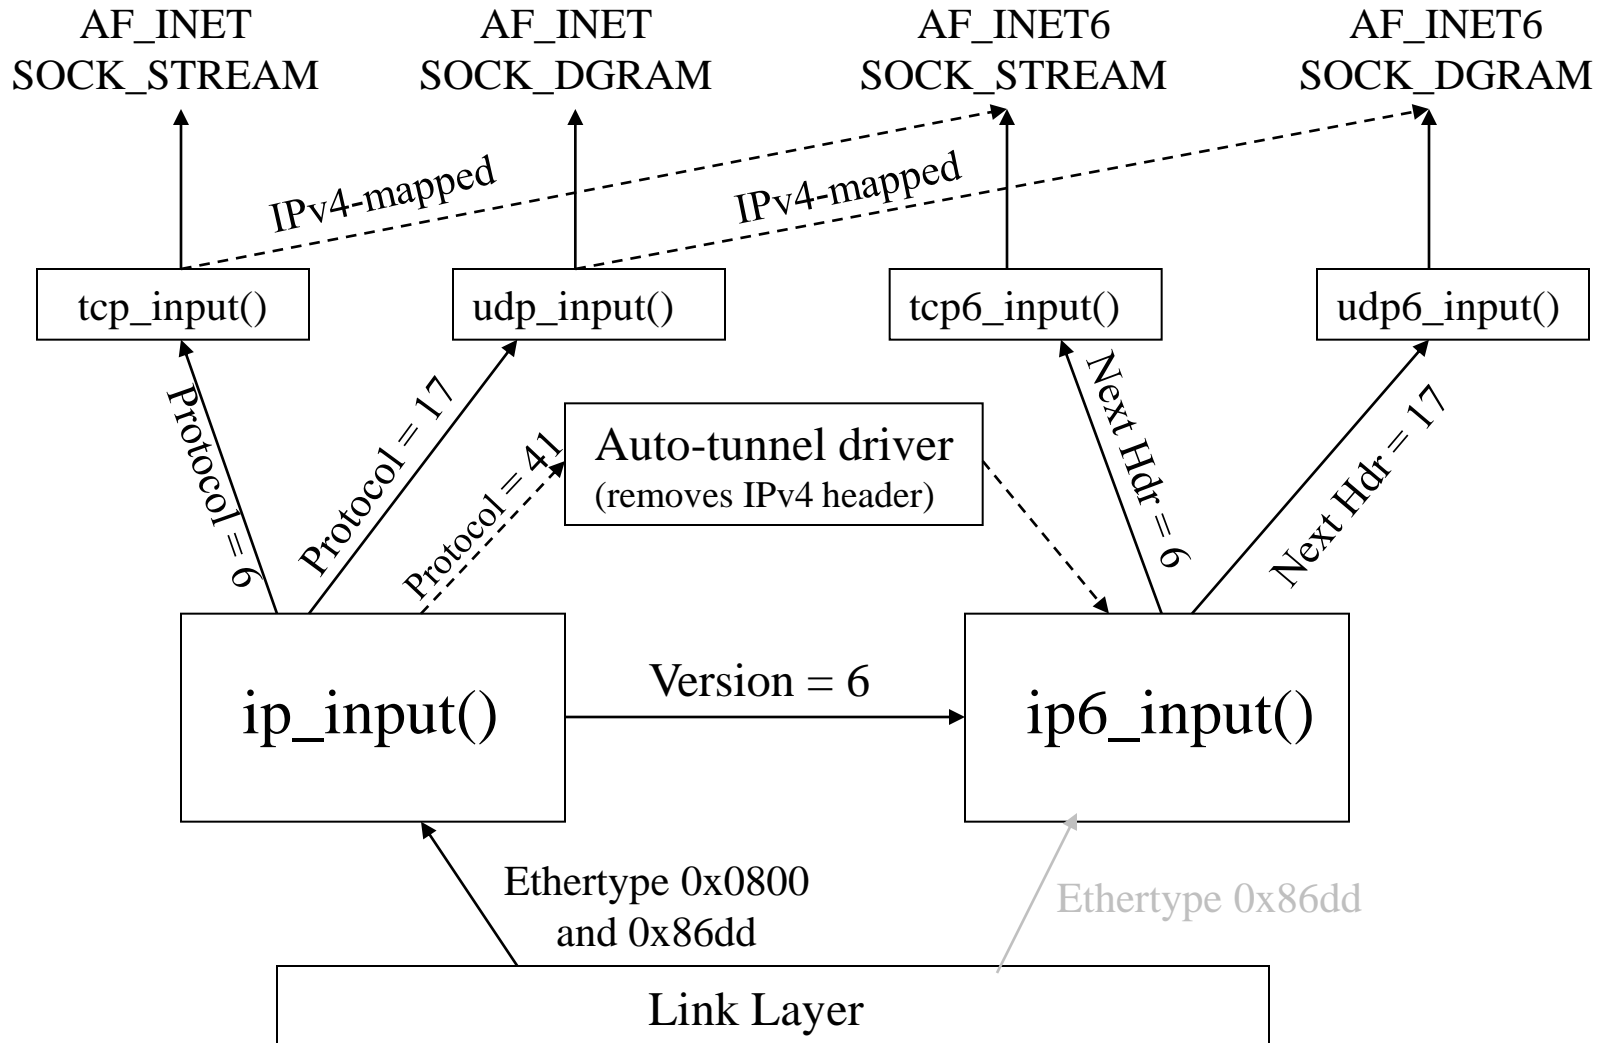 AF_INET
SOCK_STREAM
AF_INET
SOCK_DGRAM
AF_INET6
SOCK_STREAM
AF_INET6
SOCK_DGRAM
IPv4-mapped
IPv4-mapped
tcp_input()
udp_input()
tcp6_input()
udp6_input()
Protocol = 6
Protocol = 17
Protocol = 41
Auto-tunnel driver
(removes IPv4 header)
Next Hdr = 6
Next Hdr = 17
ip_input()
Version = 6
ip6_input()
Ethertype 0x0800
and 0x86dd
Ethertype 0x86dd
Link Layer